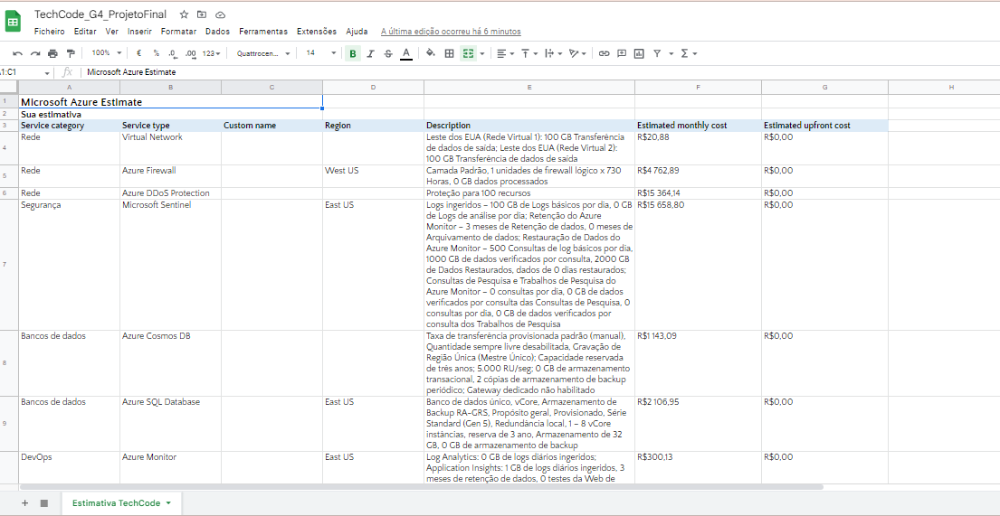 TechCode_G4_ProjetoFinal
Ficheiro Editar Ver Inserir Formatar Dados Ferramentas Extensões Ajuda A última edição ocorreu há 6 minutos
100% € % .0 .00 123 Quattrocen... 14 B I S A
A1:C1 fx Microsoft Azure Estimate
A B C D E F G H
1 Microsoft Azure Estimate
2 Sua estimativa
3 Service category Service type Custom name Region Description Estimated monthly cost Estimated upfront cost
4 Rede Virtual Network Leste dos EUA (Rede Virtual 1): 100 GB Transferência R$20,88 R$0,00
de dados de saída; Leste dos EUA (Rede Virtual 2):
100 GB Transferência de dados de saída
5 Rede Azure Firewall West US Camada Padrão, 1 unidades de firewall lógico x 730 R$4 762,89 R$0,00
Horas, 0 GB dados processados
6 Rede Azure DDoS Protection Proteção para 100 recursos R$15 364,14 R$0,00
7 Segurança Microsoft Sentinel East US Logs ingeridos – 100 GB de Logs básicos por dia, 0 GB R$15 658,80 R$0,00
de Logs de análise por dia; Retenção do Azure
Monitor – 3 meses de Retenção de dados, 0 meses de
Arquivamento de dados; Restauração de Dados do
Azure Monitor – 500 Consultas de log básicos por dia,
1000 GB de dados verificados por consulta, 2000 GB
de Dados Restaurados, dados de 0 dias restaurados;
Consultas de Pesquisa e Trabalhos de Pesquisa do
Azure Monitor – 0 consultas por dia, 0 GB de dados
verificados por consulta das Consultas de Pesquisa, 0
consultas por dia, 0 GB de dados verificados por
consulta dos Trabalhos de Pesquisa
8 Bancos de dados Azure Cosmos DB Taxa de transferência provisionada padrão (manual), R$1 143,09 R$0,00
Quantidade sempre livre desabilitada, Gravação de
Região Única (Mestre Único); Capacidade reservada
de três anos; 5.000 RU/seg; 0 GB de armazenamento
transacional, 2 cópias de armazenamento de backup
periódico; Gateway dedicado não habilitado
9 Bancos de dados Azure SQL Database East US Banco de dados único, vCore, Armazenamento de R$2 106,95 R$0,00
Backup RA-GRS, Propósito geral, Provisionado, Série
Standard (Gen 5), Redundância local, 1 – 8 vCore
instâncias, reserva de 3 ano, Armazenamento de 32
GB, 0 GB de armazenamento de backup
DevOps Azure Monitor East US Log Analytics: 0 GB de logs diários ingeridos; R$300,13 R$0,00
Application Insights: 1 GB de logs diários ingeridos, 3
meses de retenção de dados, 0 testes da Web de
Estimativa TechCode